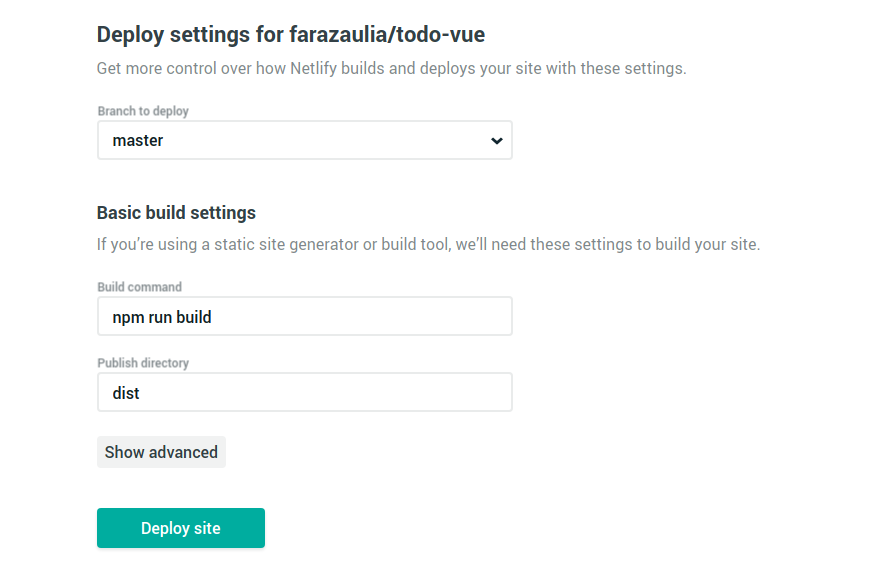 Deploy settings for farazaulia/todo-vue
Get more control over how Netlify builds and deploys your site with these settings.
Branch to deploy
master
Basic build settings
If you’re using a static site generator or build tool, we’ll need these settings to build your site.
Build command
npm run build
Publish directory
dist
Show advanced
Deploy site